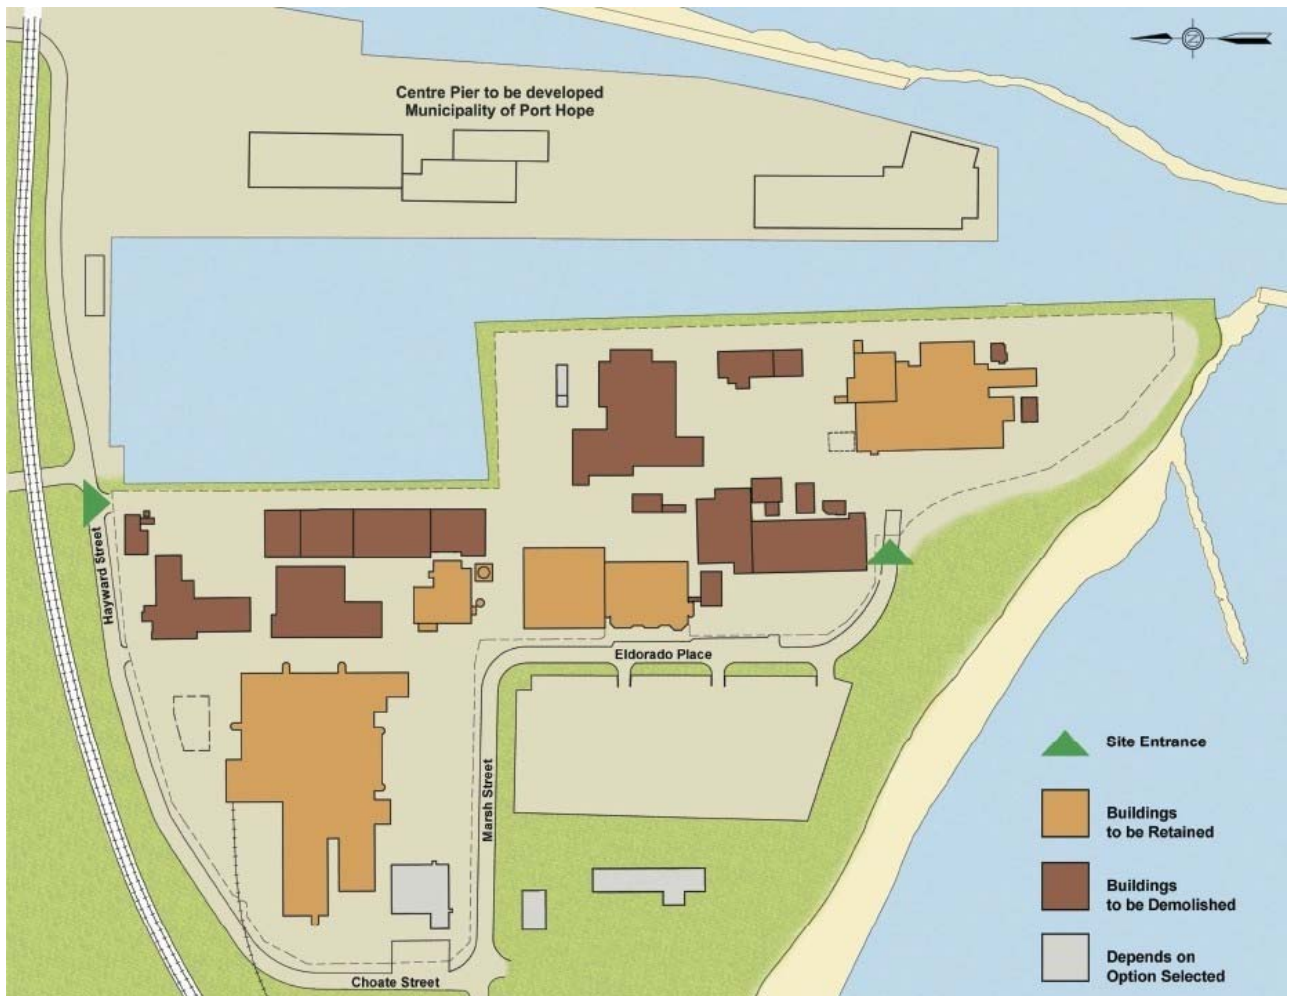 N
Centre Pier to be developed
Municipality of Port Hope
Hayward Street
Eldorado Place
Marsh Street
Choate Street
Site Entrance
Buildings
to be Retained
Buildings
to be Demolished
Depends on
Option Selected